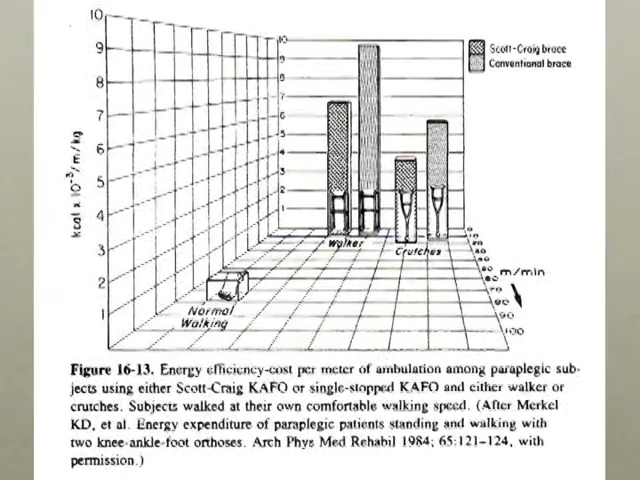 10
9
8
7
6
5
4
3
2
1
kcal x 10⁻³/m/kg
10
9
8
7
6
5
4
3
2
1
Scott-Craig brace
Conventional brace
Walker
Crutches
m/min
70
80
90
100
Normal
Walking
Figure 16-13. Energy efficiency-cost per meter of ambulation among paraplegic sub-
jects using either Scott-Craig KAFO or single-stopped KAFO and either walker or
crutches. Subjects walked at their own comfortable walking speed. (After Merkel
KD, et al. Energy expenditure of paraplegic patients standing and walking with
two knee-ankle-foot orthoses. Arch Phys Med Rehabil 1984; 65:121-124, with
permission.)